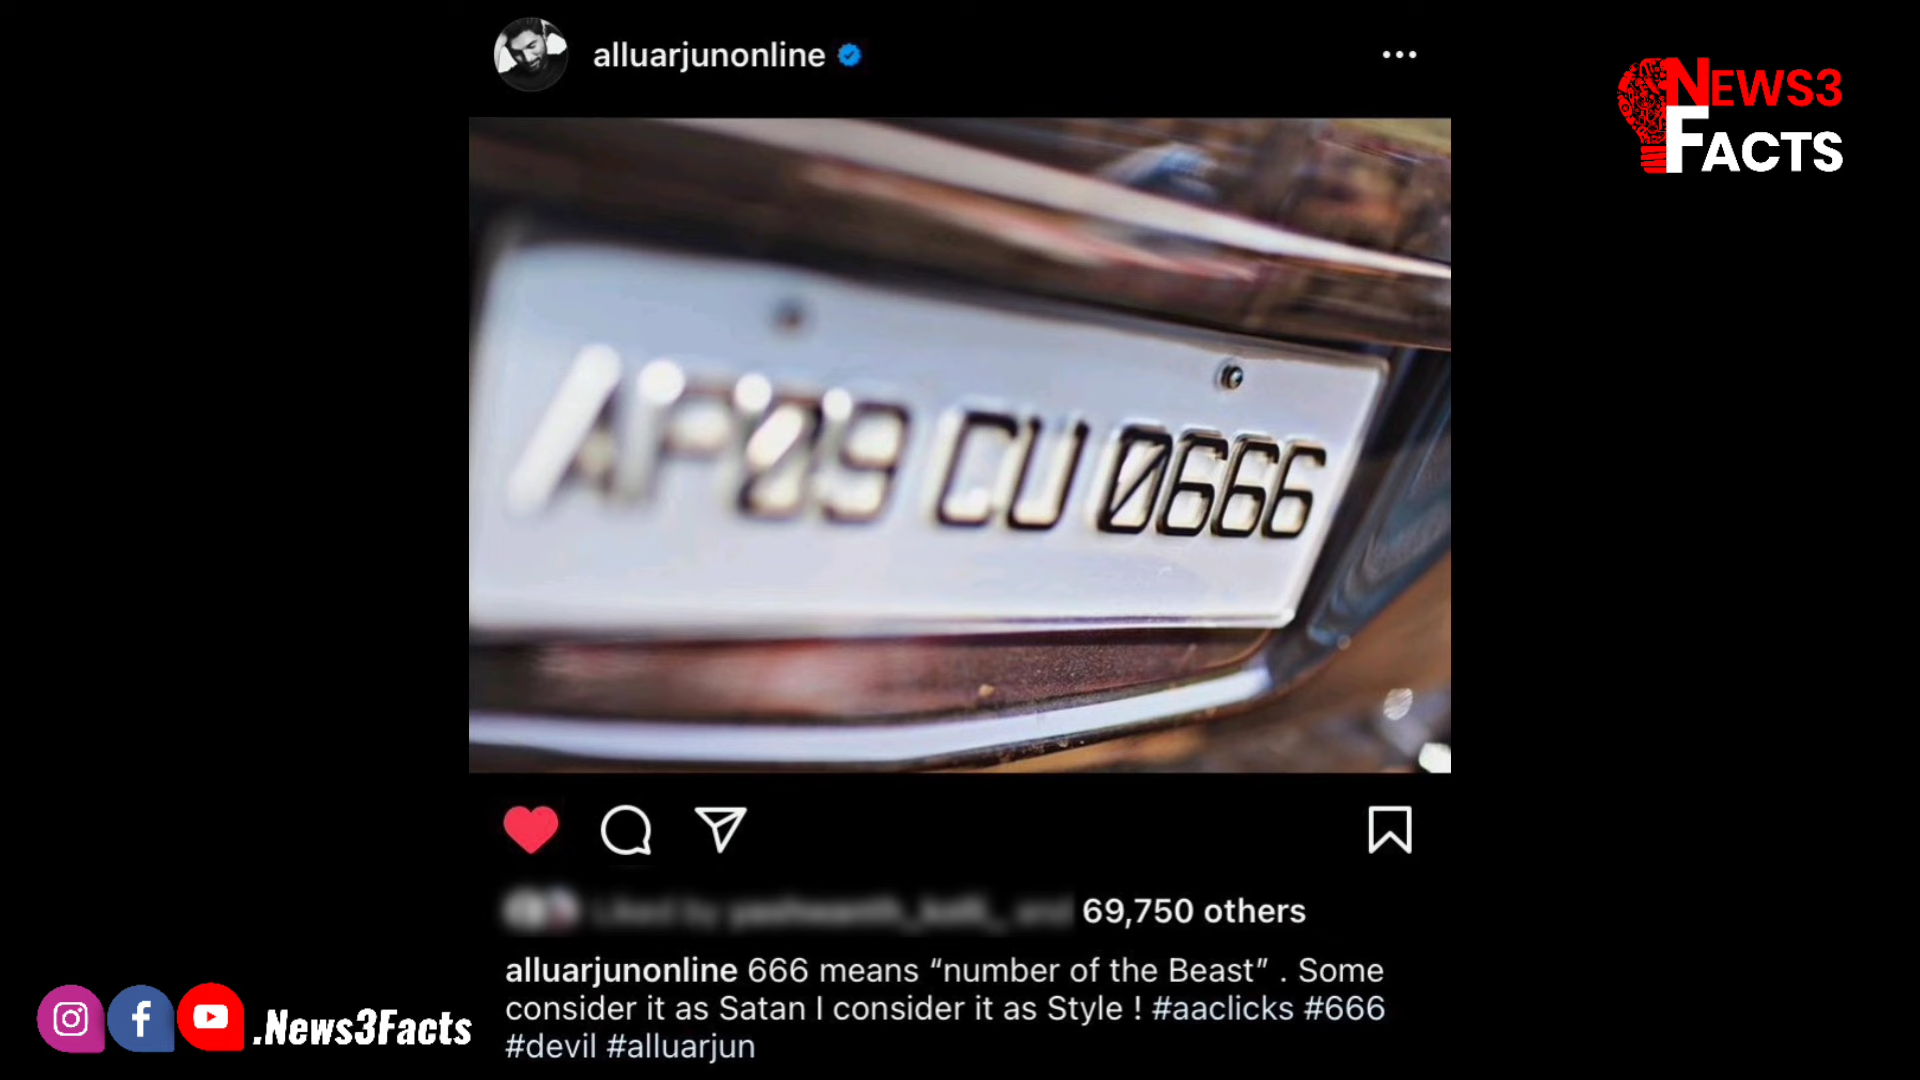 alluarjunonline
NEWS3
FACTS
AP09 CU 0666
69,750 others
alluarjunonline 666 means “number of the Beast” . Some
consider it as Satan I consider it as Style ! #aaclicks #666
#devil #alluarjun
.News3Facts